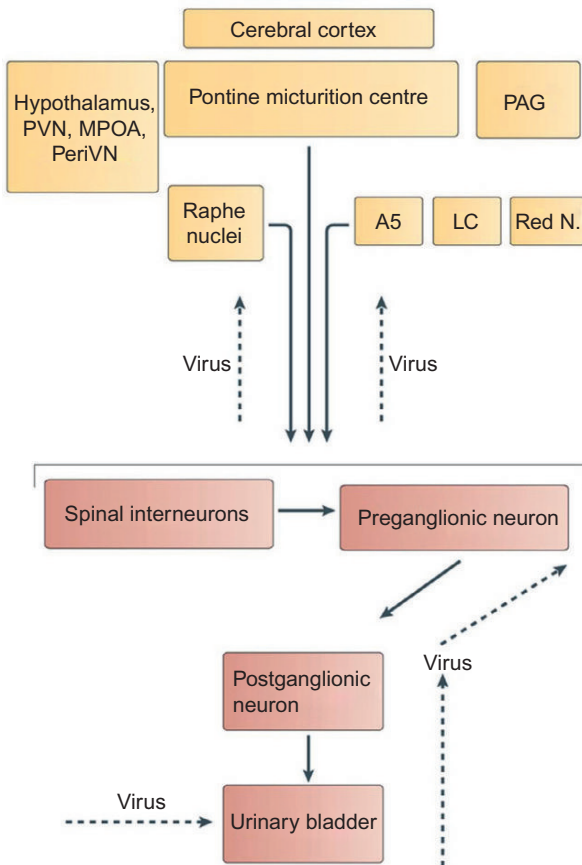 Cerebral cortex
Hypothalamus,
PVN, MPOA,
PeriVN
Pontine micturition centre
PAG
Raphe
nuclei
A5
LC
Red N.
Virus
Virus
Spinal interneurons
Preganglionic neuron
Postganglionic
neuron
Virus
Virus
Urinary bladder